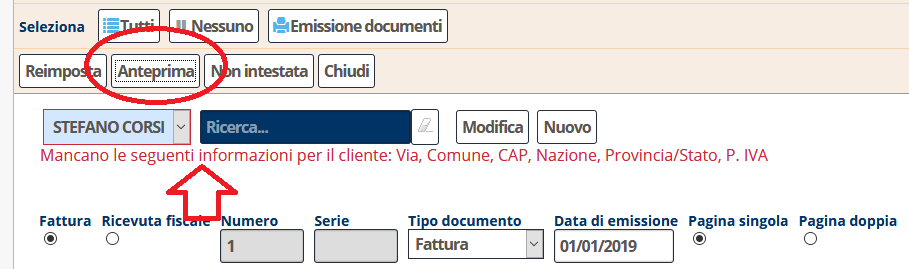 Seleziona Tutti Nessuno Emissione documenti
Reimposta Anteprima Non intestata Chiudi
STEFANO CORSI Ricerca... Modifica Nuovo
Mancano le seguenti informazioni per il cliente: Via, Comune, CAP, Nazione, Provincia/Stato, P. IVA
Fattura Ricevuta fiscale Numero Serie Tipo documento Data di emissione Pagina singola Pagina doppia
1 Fattura 01/01/2019